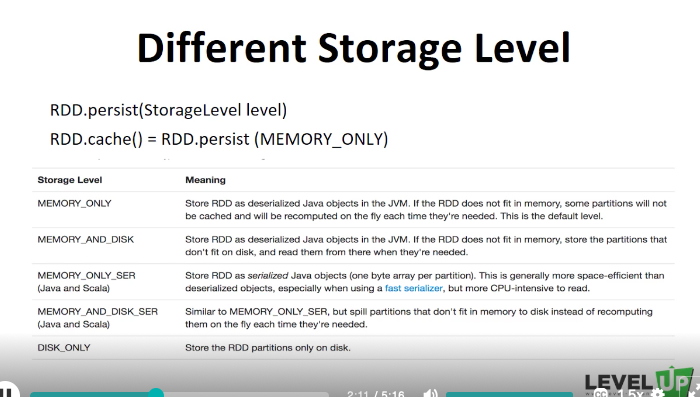 Different Storage Level
RDD.persist(StorageLevel level)
RDD.cache() = RDD.persist (MEMORY_ONLY)
Storage Level Meaning
MEMORY_ONLY Store RDD as deserialized Java objects in the JVM. If the RDD does not fit in memory, some partitions will not
be cached and will be recomputed on the fly each time they're needed. This is the default level.
MEMORY_AND_DISK Store RDD as deserialized Java objects in the JVM. If the RDD does not fit in memory, store the partitions that
don't fit on disk, and read them from there when they're needed.
MEMORY_ONLY_SER Store RDD as serialized Java objects (one byte array per partition). This is generally more space-efficient than
(Java and Scala) deserialized objects, especially when using a fast serializer, but more CPU-intensive to read.
MEMORY_AND_DISK_SER Similar to MEMORY_ONLY_SER, but spill partitions that don't fit in memory to disk instead of recomputing
(Java and Scala) them on the fly each time they're needed.
DISK_ONLY Store the RDD partitions only on disk.
LEVEL UP
2:11 / 5:16 CC 1.5x